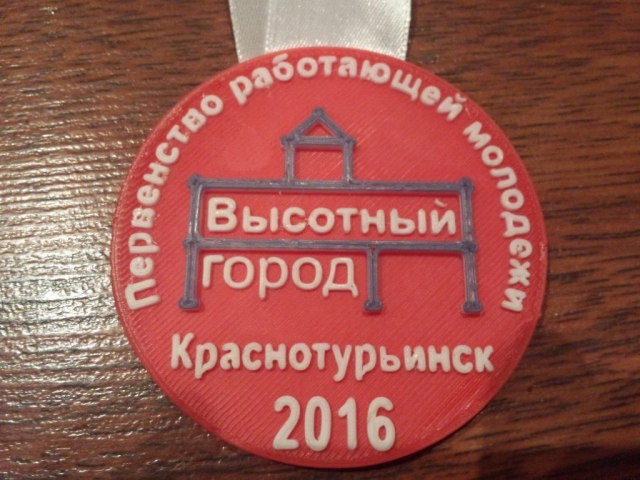 Первенство работающей молодежи
Высотный
город
Краснотурьинск
2016